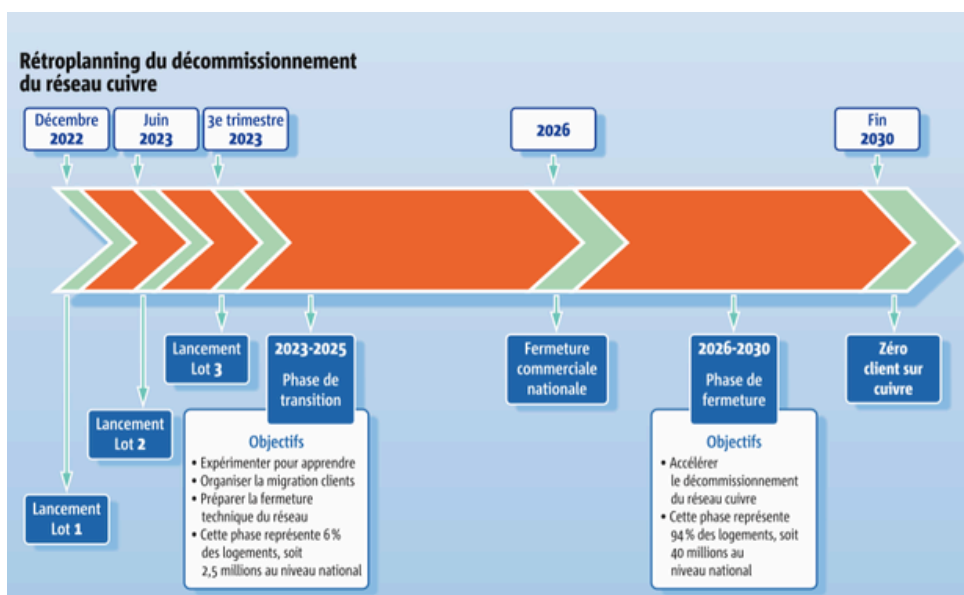 Rétroplanning du décommissionnement
du réseau cuivre
Décembre
2022
Juin
2023
3e trimestre
2023
2026
Fin
2030
Lancement
Lot 1
Lancement
Lot 2
Lancement
Lot 3
2023-2025
Phase de
transition
Objectifs
• Expérimenter pour apprendre
• Organiser la migration clients
• Préparer la fermeture
technique du réseau
• Cette phase représente 6 %
des logements, soit
2,5 millions au niveau national
Fermeture
commerciale
nationale
2026-2030
Phase de
fermeture
Objectifs
• Accélérer
le décommissionnement
du réseau cuivre
• Cette phase représente
94 % des logements, soit
40 millions au
niveau national
Zéro
client sur
cuivre